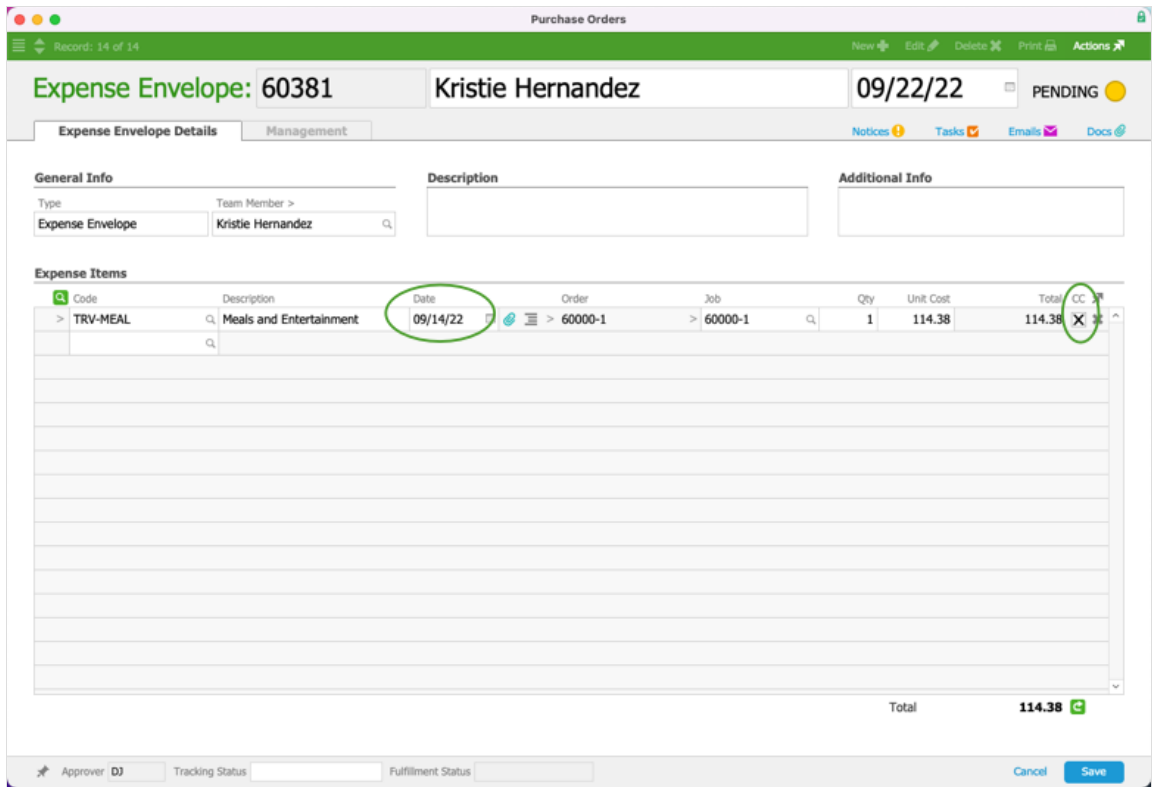 Purchase Orders
Record: 14 of 14 New Edit Delete Print Actions
Expense Envelope: 60381 Kristie Hernandez 09/22/22 PENDING
Expense Envelope Details Management Notices Tasks Emails Docs
General Info Description Additional Info
Type Team Member >
Expense Envelope Kristie Hernandez
Expense Items
Code Description Date Order Job Qty Unit Cost Total CC
> TRV-MEAL Meals and Entertainment 09/14/22 > 60000-1 > 60000-1 1 114.38 114.38 X
Total 114.38
Approver DJ Tracking Status Fulfillment Status Cancel Save